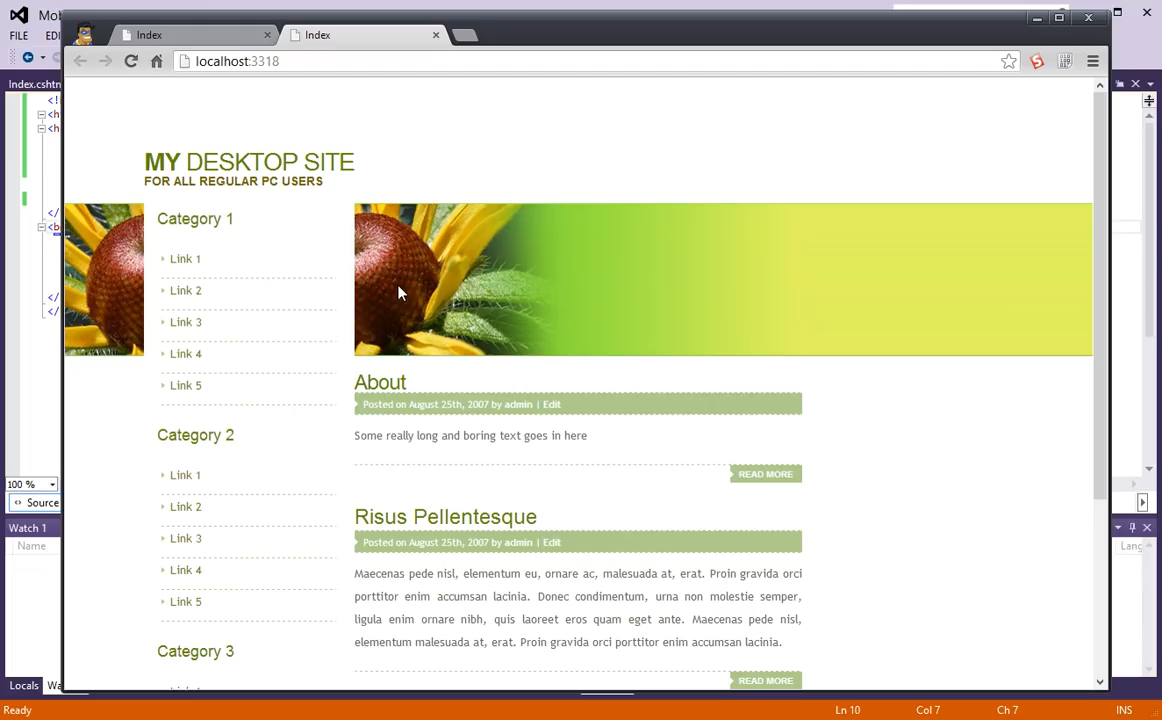 Mob
FILE
EDI
Index
Index
localhost:3318
Index.cshtm
<!
<h
<h
</
<b
</
</
MY DESKTOP SITE
FOR ALL REGULAR PC USERS
Category 1
Link 1
Link 2
Link 3
Link 4
Link 5
Category 2
Link 1
Link 2
Link 3
Link 4
Link 5
Category 3
About
Posted on August 25th, 2007 by admin | Edit
Some really long and boring text goes in here
READ MORE
Risus Pellentesque
Posted on August 25th, 2007 by admin | Edit
Maecenas pede nisl, elementum eu, ornare ac, malesuada at, erat. Proin gravida orci
porttitor enim accumsan lacinia. Donec condimentum, urna non molestie semper,
ligula enim ornare nibh, quis laoreet eros quam eget ante. Maecenas pede nisl,
elementum malesuada at, erat. Proin gravida orci porttitor enim accumsan lacinia.
READ MORE
100 %
Source
Watch 1
Name
Lang
Locals
Wa
Ready
Ln 10
Col 7
Ch 7
INS